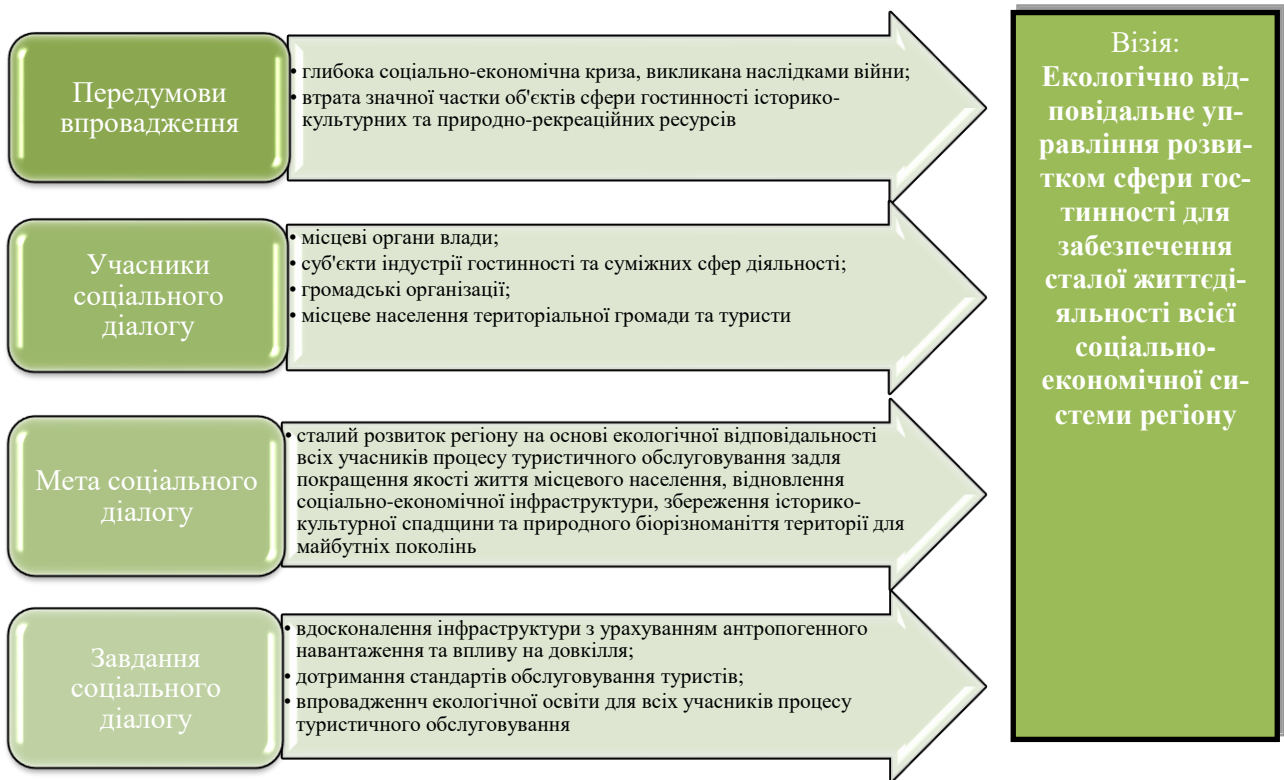 Передумови
впровадження
• глибока соціально-економічна криза, викликана наслідками війни;
• втрата значної частки об'єктів сфери гостинності історико-
культурних та природно-рекреаційних ресурсів
Учасники
соціального
діалогу
• місцеві органи влади;
• суб'єкти індустрії гостинності та суміжних сфер діяльності;
• громадські організації;
• місцеве населення територіальної громади та туристи
Мета соціального
діалогу
• сталий розвиток регіону на основі екологічної відповідальності
всіх учасників процесу туристичного обслуговування задля
покращення якості життя місцевого населення, відновлення
соціально-економічної інфраструктури, збереження історико-
культурної спадщини та природного біорізноманіття території для
майбутніх поколінь
Завдання
соціального
діалогу
• вдосконалення інфраструктури з урахуванням антропогенного
навантаження та впливу на довкілля;
• дотримання стандартів обслуговування туристів;
• впровадженнч екологічної освіти для всіх учасників процесу
туристичного обслуговування
Візія:
Екологічно від-
повідальне уп-
равління розви-
тком сфери гос-
тинності для
забезпечення
сталої життєді-
яльності всієї
соціально-
економічної си-
стеми регіону